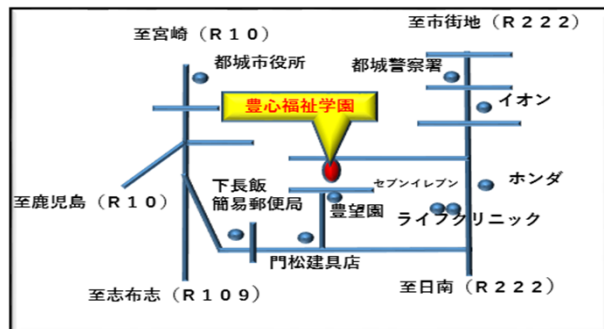 至市街地（R２２２）
至宮崎（R１０）
都城市役所
都城警察署
イオン
豊心福祉学園
セブンイレブン
ホンダ
至鹿児島（R１０）
下長飯
簡易郵便局
豊望園
ライフクリニック
門松建具店
至志布志（R１０９）
至日南（R２２２）